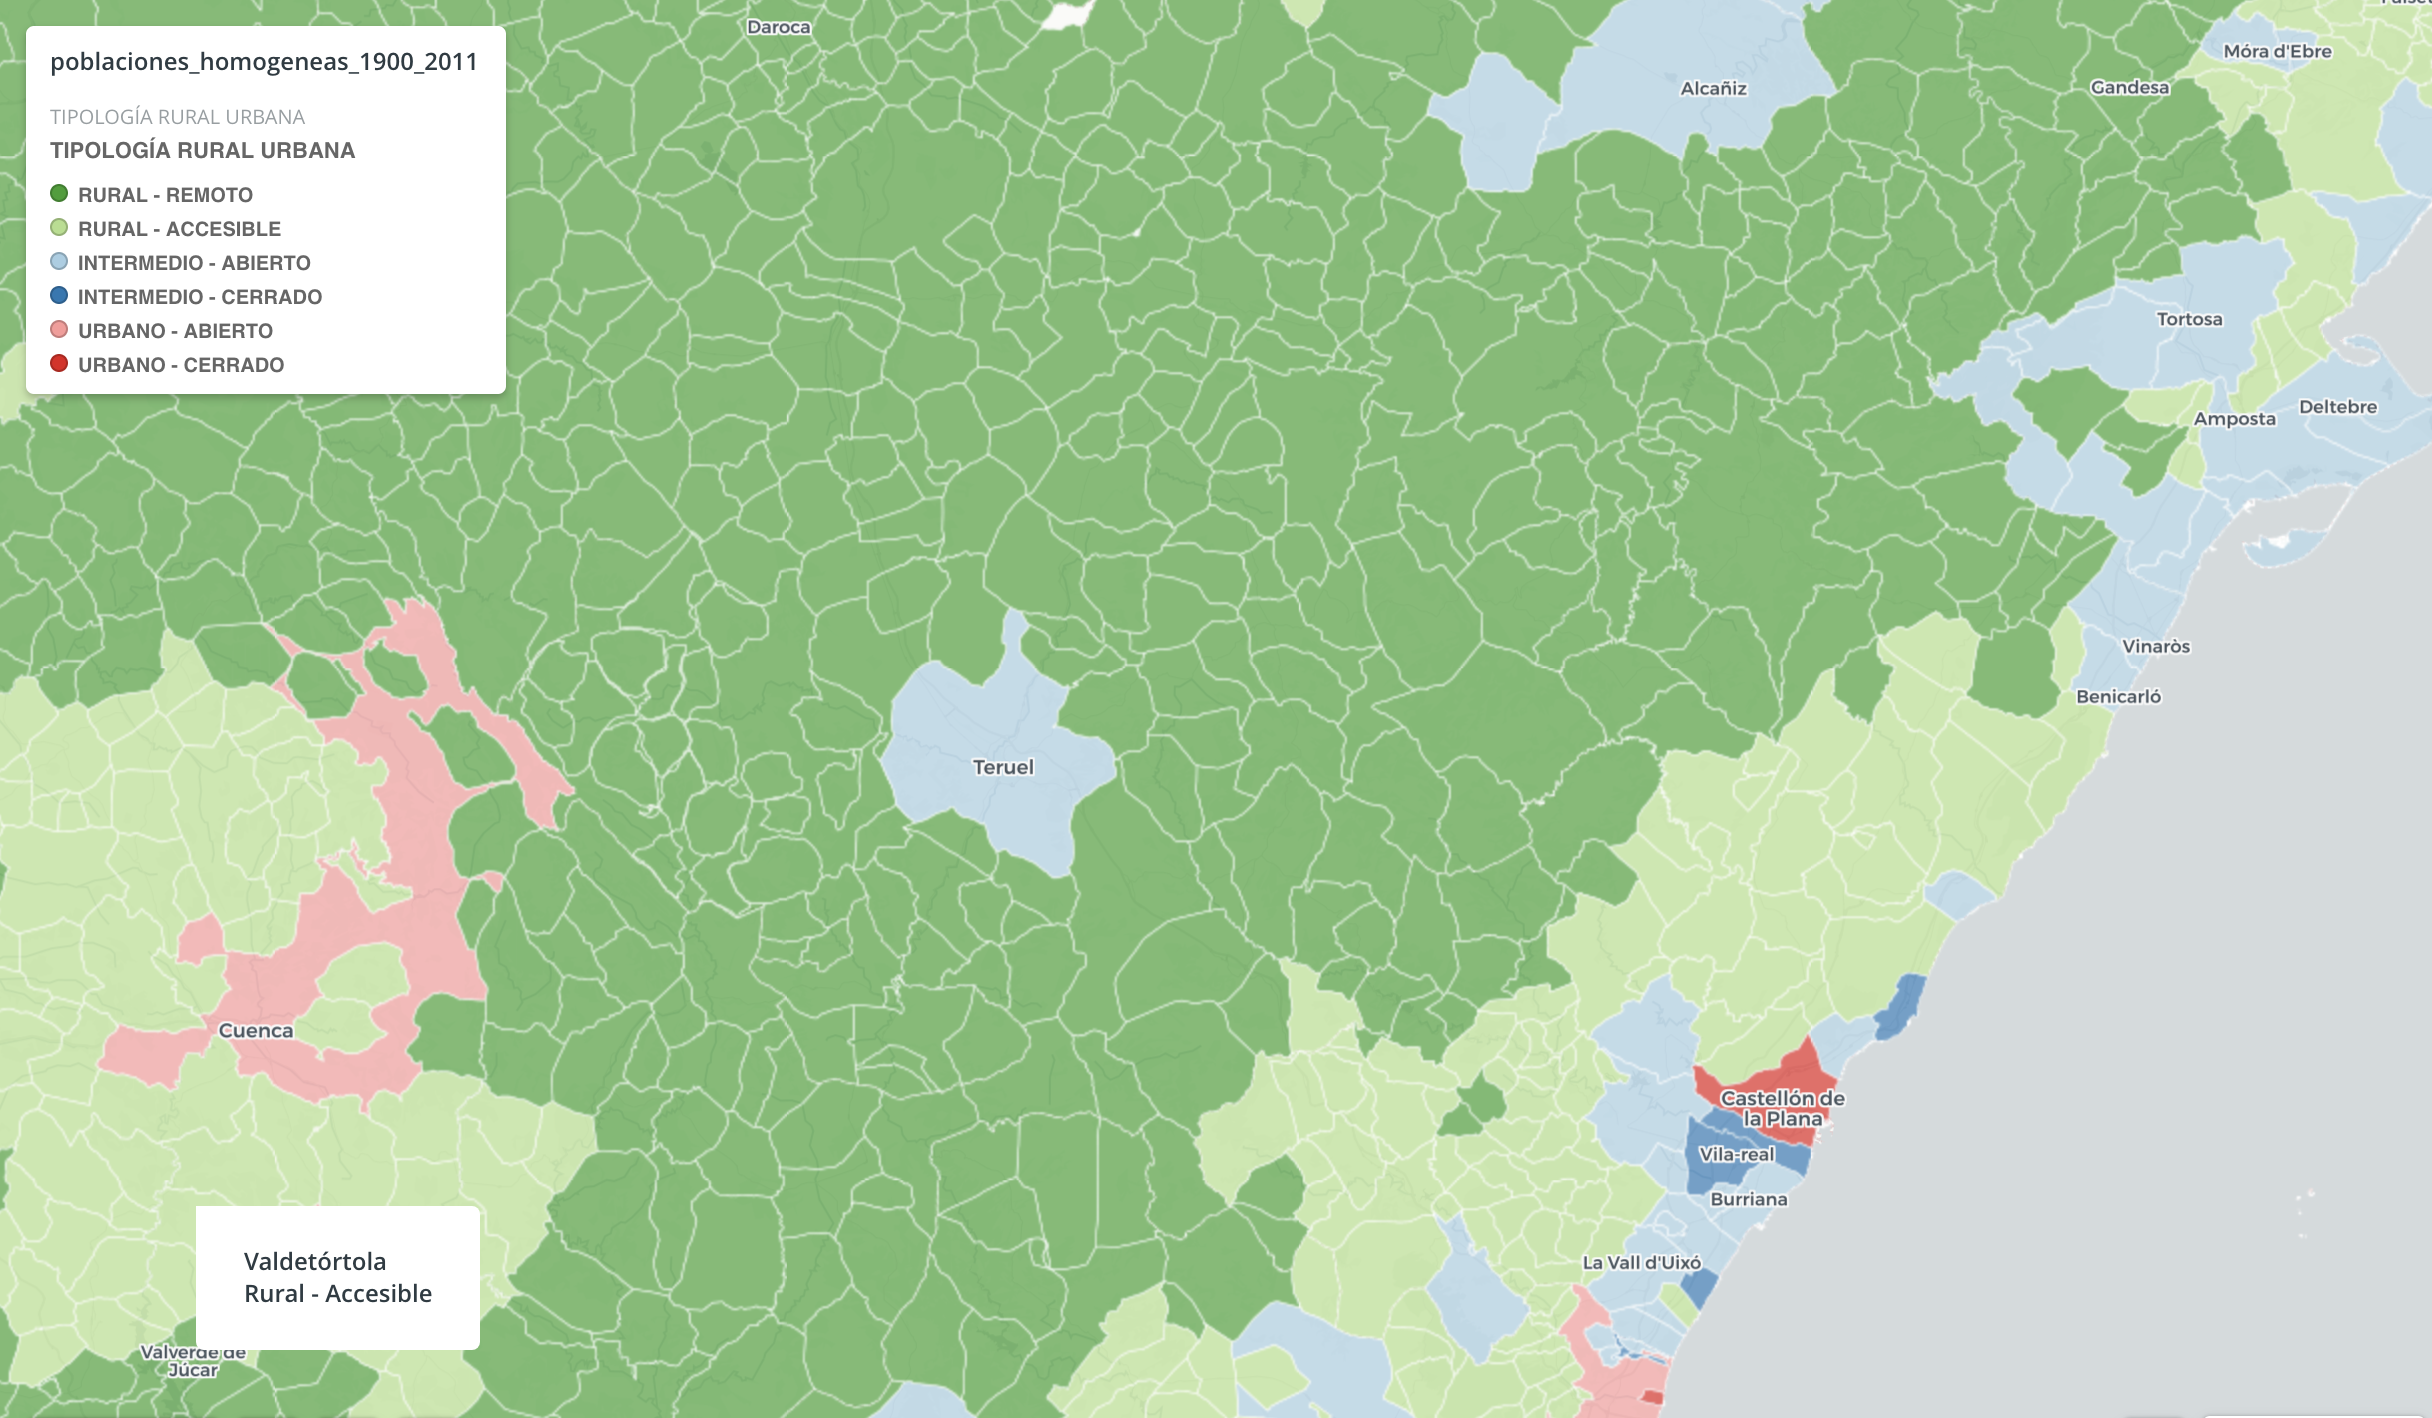 poblaciones_homogeneas_1900_2011
TIPOLOGÍA RURAL URBANA
TIPOLOGÍA RURAL URBANA
RURAL - REMOTO
RURAL - ACCESIBLE
INTERMEDIO - ABIERTO
INTERMEDIO - CERRADO
URBANO - ABIERTO
URBANO - CERRADO
Daroca
Alcañiz
Móra d'Ebre
Gandesa
Tortosa
Deltebre
Amposta
Vinaròs
Benicarló
Teruel
Cuenca
Castellón de
la Plana
Vila-real
Burriana
La Vall d'Uixó
Valdetórtola
Rural - Accesible
Valverde de
Júcar